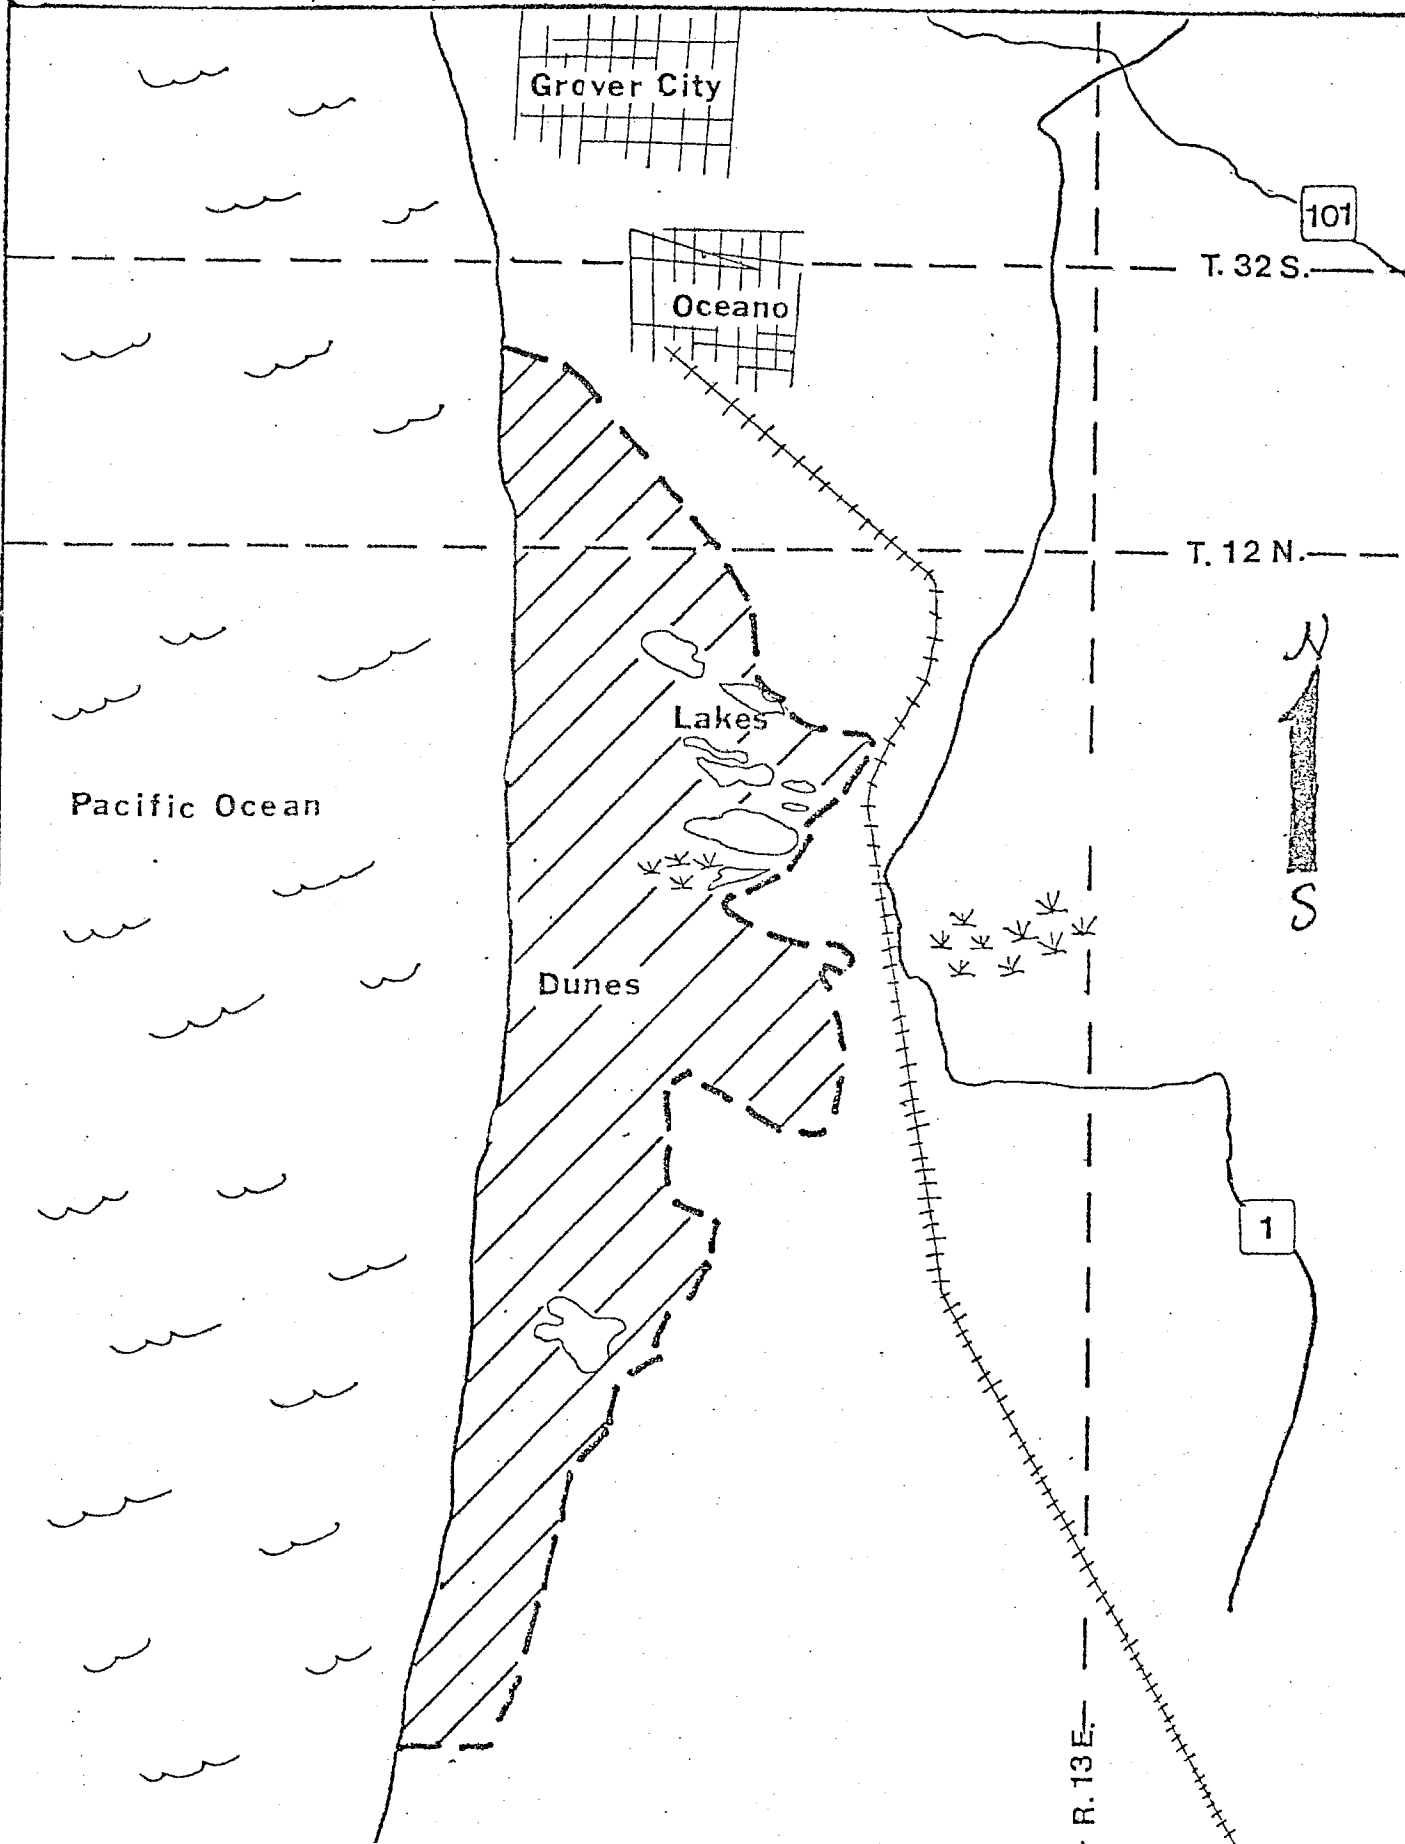 Grover City
101
T. 32 S.
Oceano
T. 12 N.
N
Lakes
Pacific Ocean
S
Dunes
1
R. 13 E.